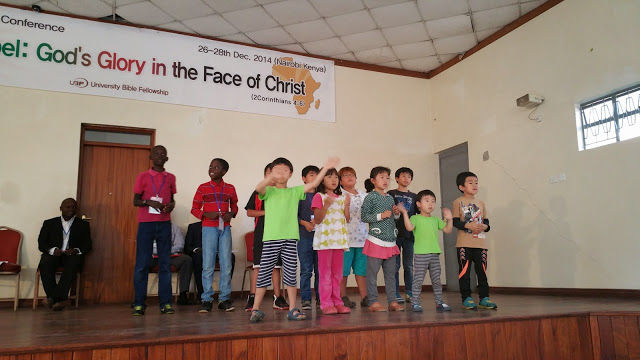 Conference
26-28th Dec, 2014 (Nairobi Kenya)
pel: God's Glory in the Face of Christ
(2Corinthians 4:6)
UBF University Bible Fellowship